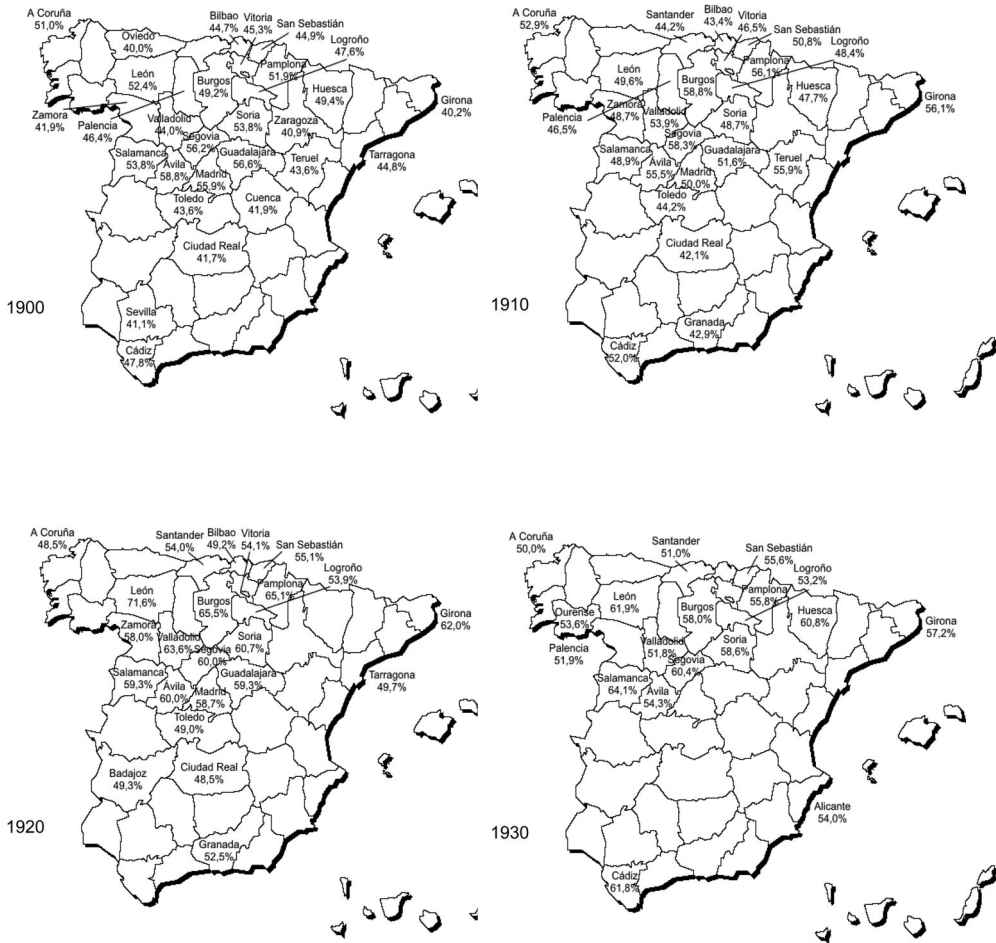 A Coruña
51,0%
Oviedo
40,0%
Bilbao
44,7%
Vitoria
45,3%
San Sebastián
44,9%
Logroño
47,6%
Pamplona
51,9%
León
52,4%
Burgos
49,2%
Huesca
49,4%
Girona
40,2%
Zamora
41,9%
Palencia
46,4%
Valladolid
44,0%
Soria
53,8%
Zaragoza
40,9%
Segovia
56,2%
Salamanca
53,8%
Ávila
58,8%
Madrid
55,9%
Guadalajara
56,6%
Teruel
43,6%
Tarragona
44,8%
Toledo
43,6%
Cuenca
41,9%
Ciudad Real
41,7%
Sevilla
41,1%
Cádiz
47,8%
1900
A Coruña
52,9%
Santander
44,2%
Bilbao
43,4%
Vitoria
46,5%
San Sebastián
50,8%
Logroño
48,4%
Pamplona
56,1%
León
49,6%
Burgos
58,8%
Huesca
47,7%
Girona
56,1%
Zamora
48,7%
Palencia
46,5%
Valladolid
53,9%
Soria
48,7%
Segovia
58,3%
Salamanca
48,9%
Ávila
55,5%
Madrid
50,0%
Guadalajara
51,6%
Teruel
55,9%
Toledo
44,2%
Ciudad Real
42,1%
Granada
42,9%
Cádiz
52,0%
1910
A Coruña
48,5%
Santander
54,0%
Bilbao
49,2%
Vitoria
54,1%
San Sebastián
55,1%
Logroño
53,9%
Pamplona
65,1%
León
71,6%
Burgos
65,5%
Girona
62,0%
Zamora
58,0%
Valladolid
63,6%
Soria
60,7%
Segovia
60,0%
Salamanca
59,3%
Ávila
60,0%
Madrid
58,7%
Guadalajara
59,3%
Tarragona
49,7%
Toledo
49,0%
Badajoz
49,3%
Ciudad Real
48,5%
Granada
52,5%
1920
A Coruña
50,0%
Santander
51,0%
San Sebastián
55,6%
Logroño
53,2%
Pamplona
55,8%
León
61,9%
Burgos
58,0%
Huesca
60,8%
Girona
57,2%
Ourense
53,6%
Palencia
51,9%
Valladolid
51,8%
Soria
58,6%
Segovia
60,4%
Salamanca
64,1%
Ávila
54,3%
Alicante
54,0%
Cádiz
61,8%
1930